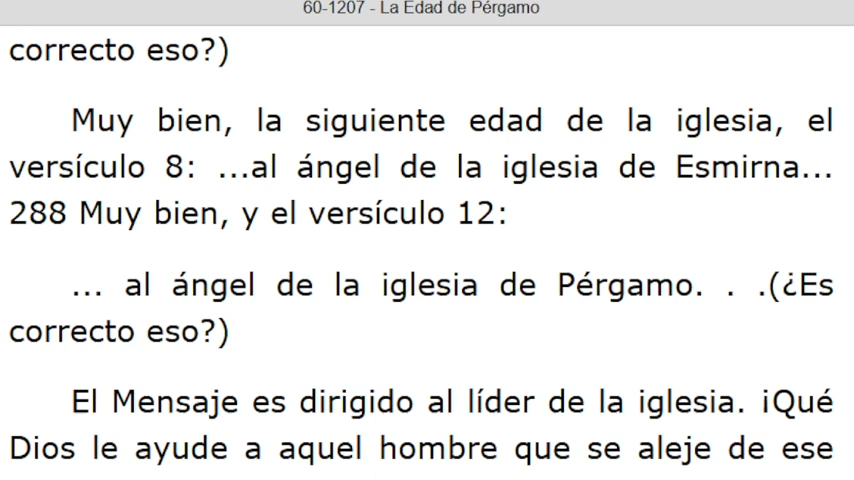 60-1207 - La Edad de Pérgamo
correcto eso?)
Muy bien, la siguiente edad de la iglesia, el
versículo 8: ...al ángel de la iglesia de Esmirna...
288 Muy bien, y el versículo 12:
... al ángel de la iglesia de Pérgamo. . .(¿Es
correcto eso?)
El Mensaje es dirigido al líder de la iglesia. ¡Qué
Dios le ayude a aquel hombre que se aleje de ese